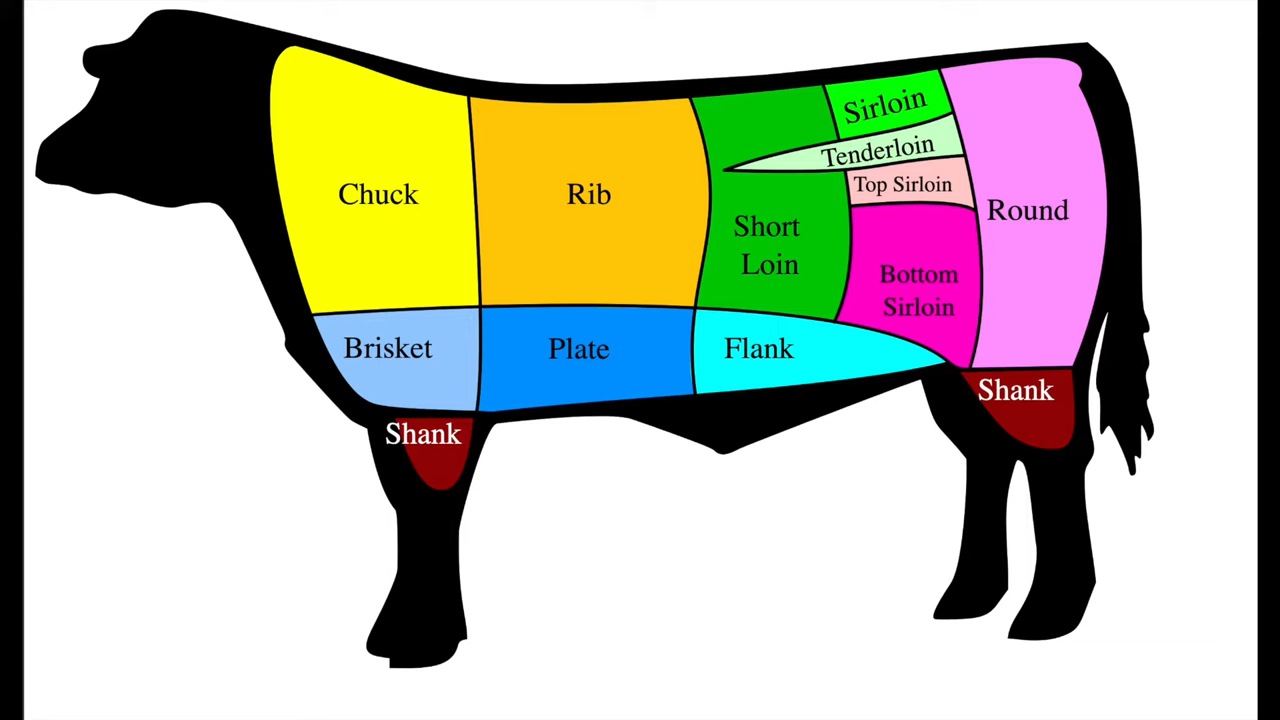 Sirloin
Tenderloin
Top Sirloin
Chuck
Rib
Short
Loin
Round
Bottom
Sirloin
Brisket
Plate
Flank
Shank
Shank